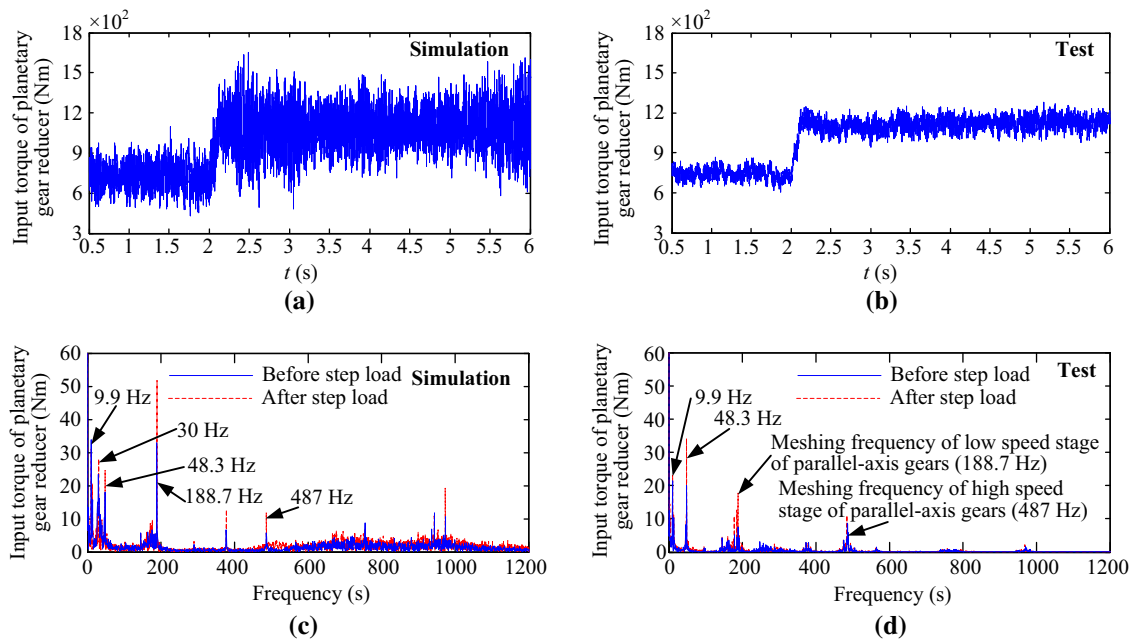 ×10²
18
15
12
9
6
3
Input torque of planetary
gear reducer (Nm)
Simulation
0.5 1 1.5 2 2.5 3 3.5 4 4.5 5 5.5 6
t (s)
(a)
×10²
18
15
12
9
6
3
Input torque of planetary
gear reducer (Nm)
Test
0.5 1 1.5 2 2.5 3 3.5 4 4.5 5 5.5 6
t (s)
(b)
60
50
40
30
20
10
0
Input torque of planetary
gear reducer (Nm)
Before step load
After step load
Simulation
9.9 Hz
30 Hz
48.3 Hz
188.7 Hz
487 Hz
0 200 400 600 800 1000 1200
Frequency (s)
(c)
60
50
40
30
20
10
0
Input torque of planetary
gear reducer (Nm)
Before step load
After step load
Test
9.9 Hz
48.3 Hz
Meshing frequency of low speed stage
of parallel-axis gears (188.7 Hz)
Meshing frequency of high speed
stage of parallel-axis gears (487 Hz)
0 200 400 600 800 1000 1200
Frequency (s)
(d)